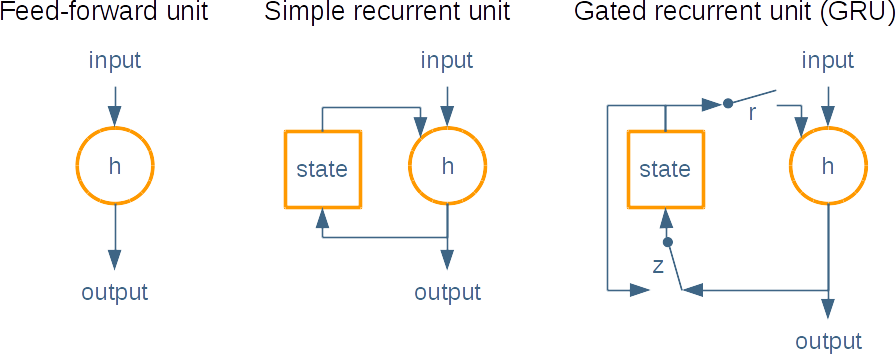 Feed-forward unit
input
h
output
Simple recurrent unit
input
state
h
output
Gated recurrent unit (GRU)
input
r
state
h
z
output